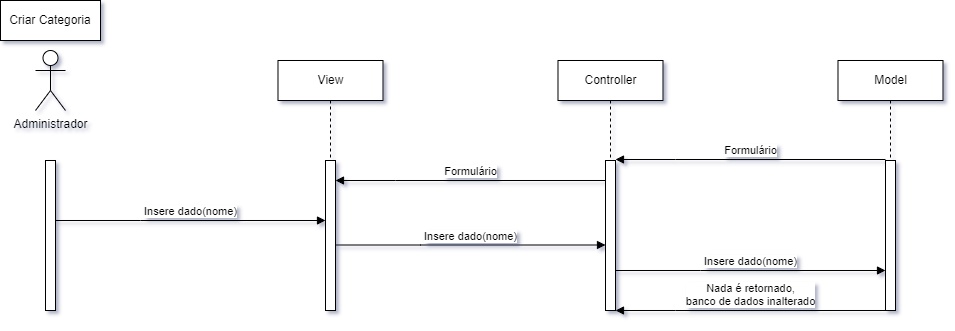 Criar Categoria
Administrador
View
Controller
Model
Formulário
Formulário
Insere dado(nome)
Insere dado(nome)
Insere dado(nome)
Nada é retornado,
banco de dados inalterado